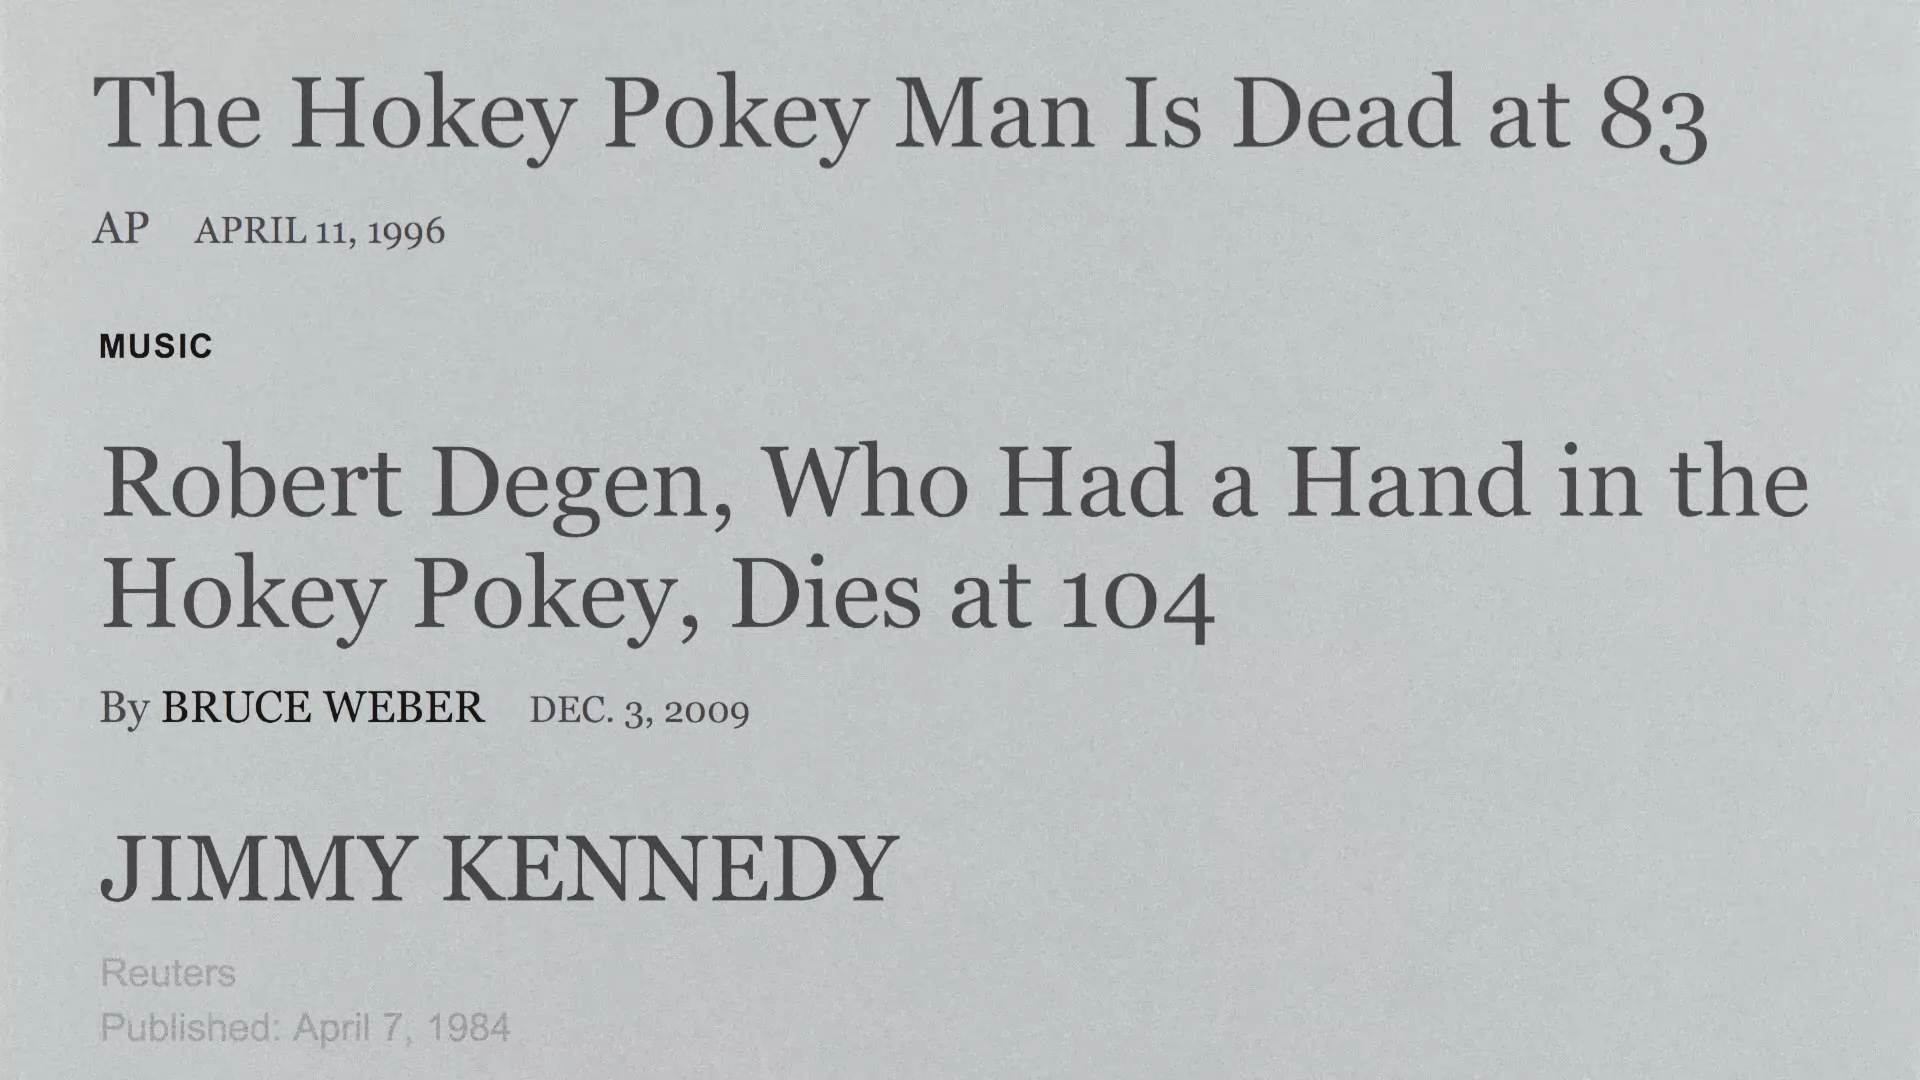 The Hokey Pokey Man Is Dead at 83
AP APRIL 11, 1996
MUSIC
Robert Degen, Who Had a Hand in the
Hokey Pokey, Dies at 104
By BRUCE WEBER DEC. 3, 2009
JIMMY KENNEDY
Reuters
Published: April 7, 1984